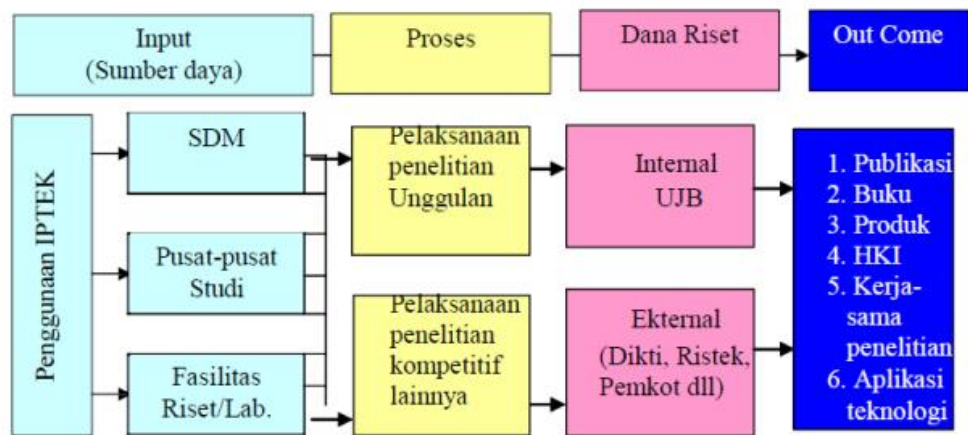 Input
(Sumber daya)
Proses
Dana Riset
Out Come
Penggunaan IPTEK
SDM
Pusat-pusat
Studi
Fasilitas
Riset/Lab.
Pelaksanaan
penelitian
Unggulan
Pelaksanaan
penelitian
kompetitif
lainnya
Internal
UJB
Ekternal
(Dikti, Ristek,
Pemkot dll)
1. Publikasi
2. Buku
3. Produk
4. HKI
5. Kerja-
sama
penelitian
6. Aplikasi
teknologi